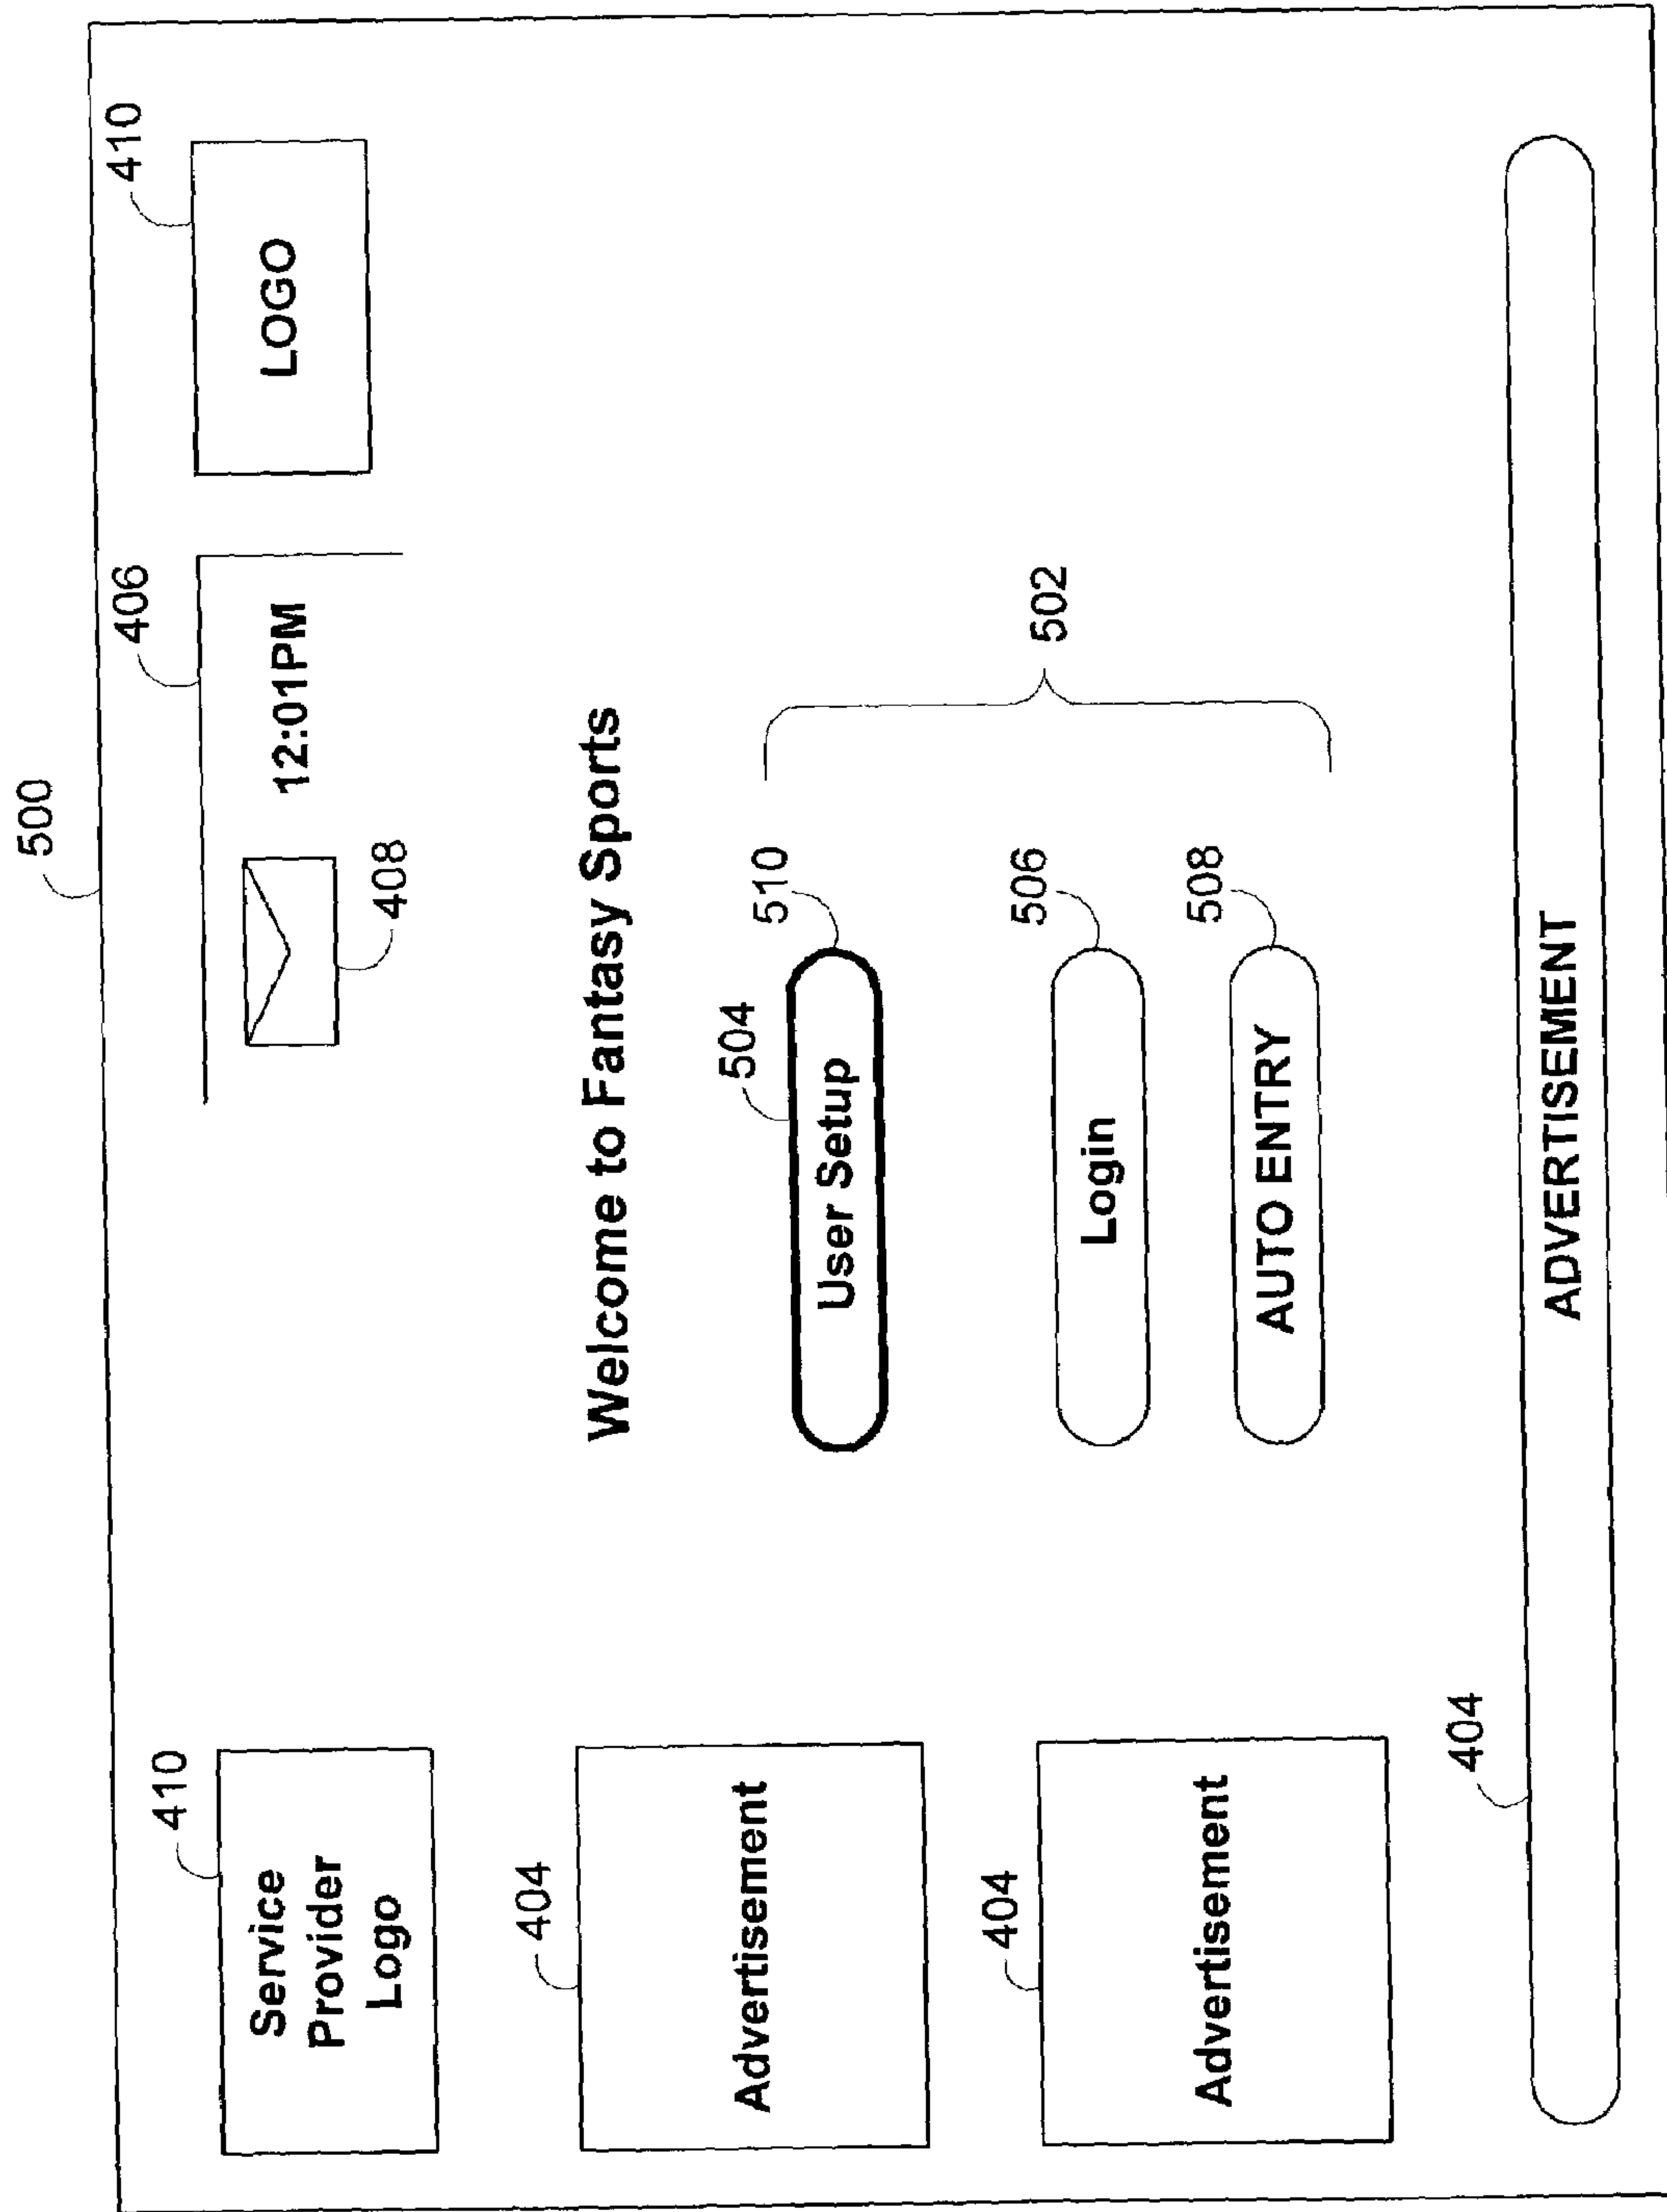 500
410
Service
Provider
Logo
406
12:01PM
408
410
LOGO
Welcome to Fantasy Sports
404
Advertisement
504
510
User Setup
502
404
Advertisement
506
Login
508
AUTO ENTRY
404
ADVERTISEMENT